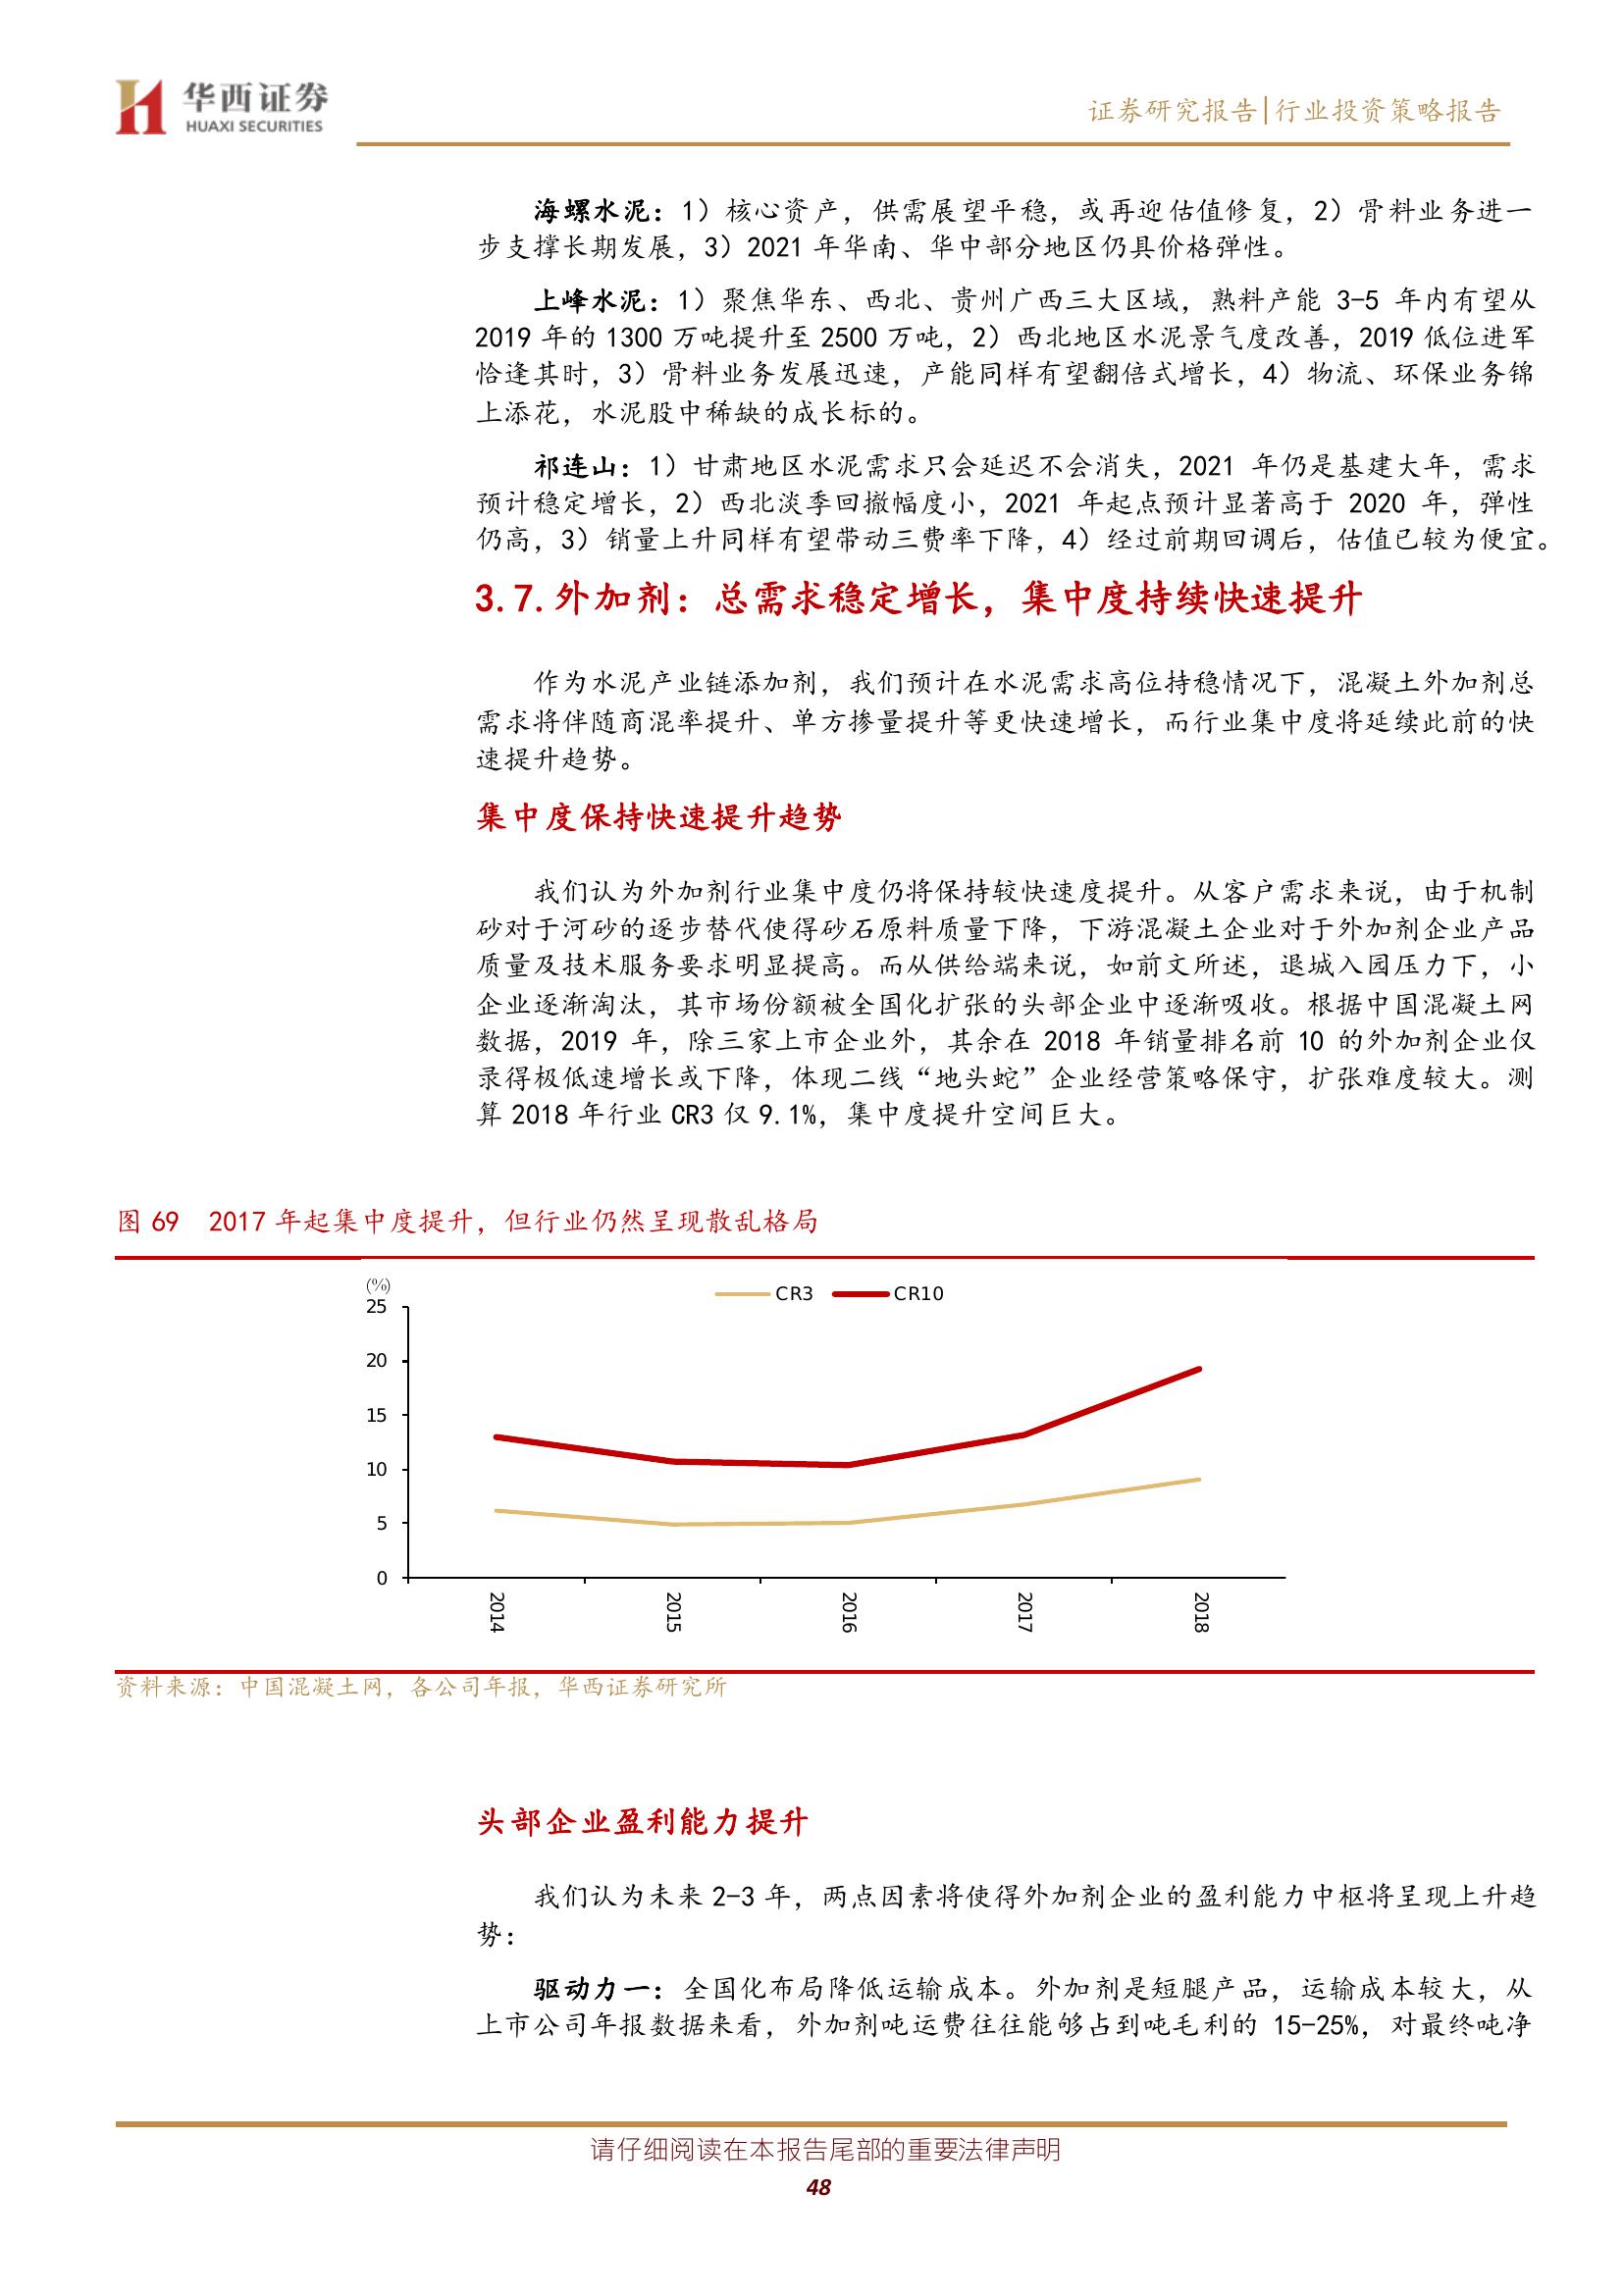 华西证券
HUAXI SECURITIES
证券研究报告|行业投资策略报告
海螺水泥：1）核心资产，供需展望平稳，或再迎估值修复，2）骨料业务进一
步支撑长期发展，3）2021 年华南、华中部分地区仍具价格弹性。
上峰水泥：1）聚焦华东、西北、贵州广西三大区域，熟料产能 3-5 年内有望从
2019 年的 1300 万吨提升至 2500 万吨，2）西北地区水泥景气度改善，2019 低位进军
恰逢其时，3）骨料业务发展迅速，产能同样有望翻倍式增长，4）物流、环保业务锦
上添花，水泥股中稀缺的成长标的。
祁连山：1）甘肃地区水泥需求只会延迟不会消失，2021 年仍是基建大年，需求
预计稳定增长，2）西北淡季回撤幅度小，2021 年起点预计显著高于 2020 年，弹性
仍高，3）销量上升同样有望带动三费率下降，4）经过前期回调后，估值已较为便宜。
3.7.外加剂：总需求稳定增长，集中度持续快速提升
作为水泥产业链添加剂，我们预计在水泥需求高位持稳情况下，混凝土外加剂总
需求将伴随商混率提升、单方掺量提升等更快速增长，而行业集中度将延续此前的快
速提升趋势。
集中度保持快速提升趋势
我们认为外加剂行业集中度仍将保持较快速度提升。从客户需求来说，由于机制
砂对于河砂的逐步替代使得砂石原料质量下降，下游混凝土企业对于外加剂企业产品
质量及技术服务要求明显提高。而从供给端来说，如前文所述，退城入园压力下，小
企业逐渐淘汰，其市场份额被全国化扩张的头部企业中逐渐吸收。根据中国混凝土网
数据，2019 年，除三家上市企业外，其余在 2018 年销量排名前 10 的外加剂企业仅
录得极低速增长或下降，体现二线“地头蛇”企业经营策略保守，扩张难度较大。测
算 2018 年行业 CR3 仅 9.1%，集中度提升空间巨大。
图 69 2017 年起集中度提升，但行业仍然呈现散乱格局
(%)
CR3 CR10
25
20
15
10
5
0
2014 2015 2016 2017 2018
资料来源：中国混凝土网，各公司年报，华西证券研究所
头部企业盈利能力提升
我们认为未来 2-3 年，两点因素将使得外加剂企业的盈利能力中枢将呈现上升趋
势：
驱动力一：全国化布局降低运输成本。外加剂是短腿产品，运输成本较大，从
上市公司年报数据来看，外加剂吨运费往往能够占到吨毛利的 15-25%，对最终吨净
请仔细阅读在本报告尾部的重要法律声明
48